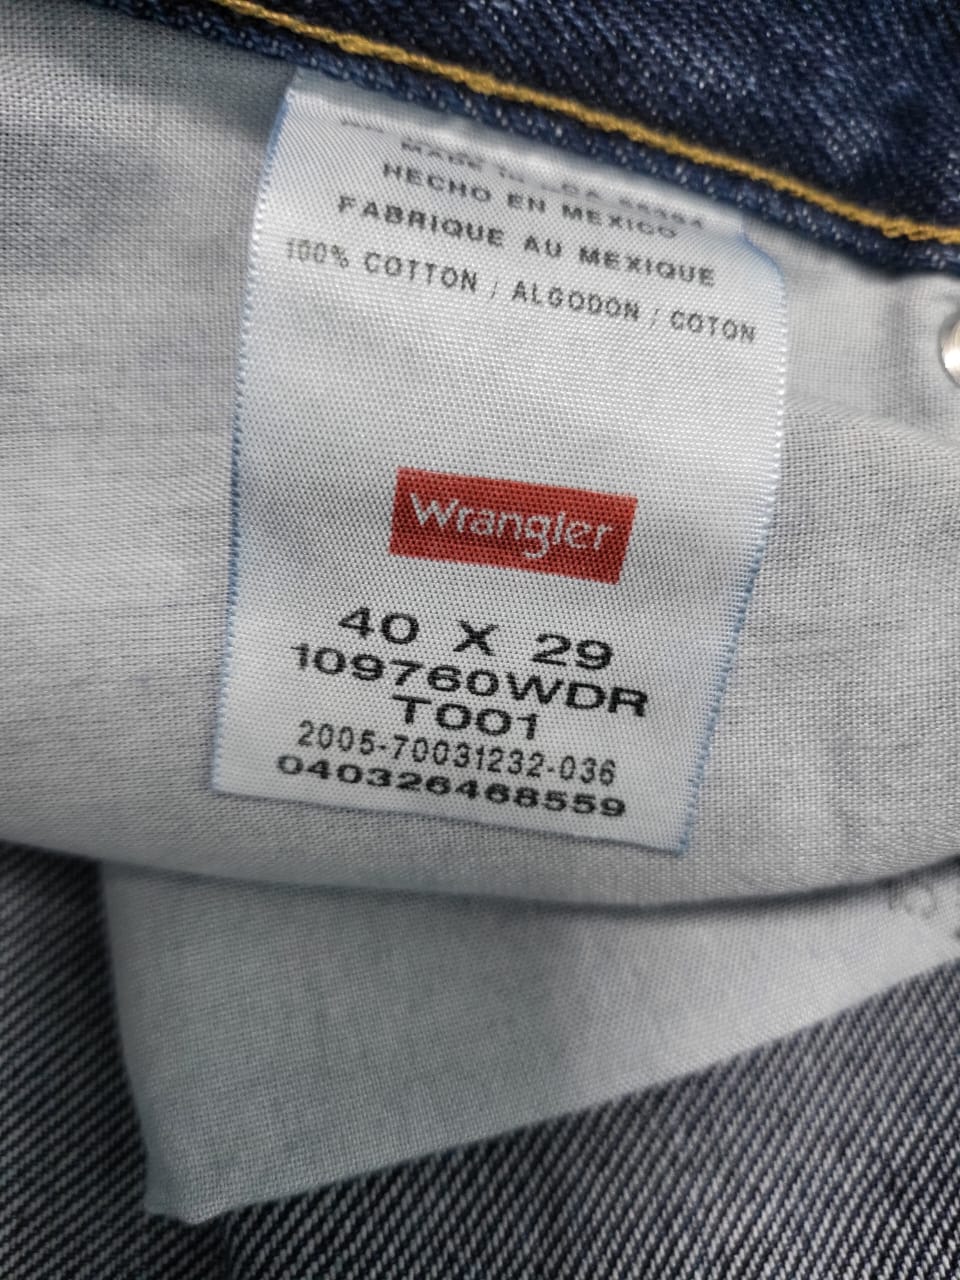 HECHO EN MEXICO
FABRIQUE AU MEXIQUE
100% COTTON / ALGODON / COTON
Wrangler
40 X 29
109760WDR
T001
2005-70031232-036
040326468559